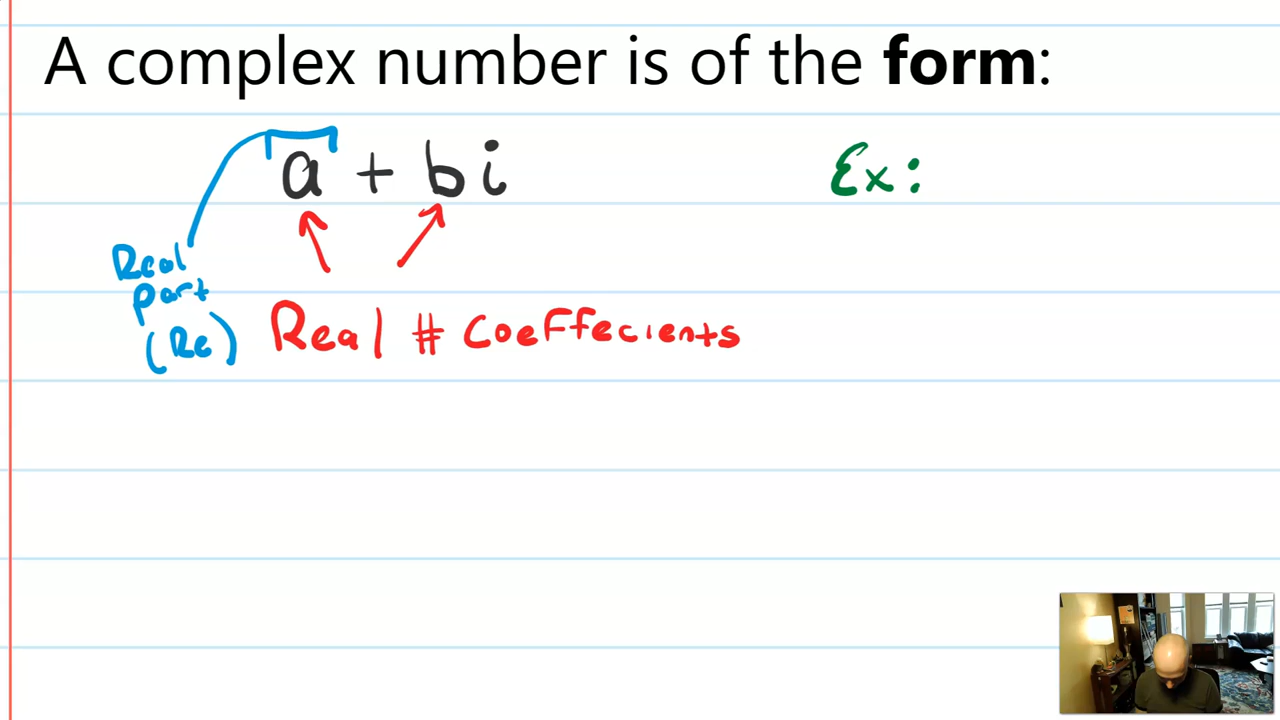 A complex number is of the form:
a + bi
Ex:
Real
part
(Re)
Real # Coeffecients